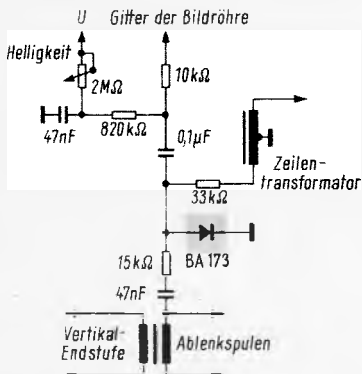 U Gitter der Bildröhre
Helligkeit
2MΩ
10kΩ
47nF
820kΩ
0,1µF
Zeilen-
transformator
33kΩ
15kΩ
BA 173
47nF
Vertikal-
Endstufe
Ablenkspulen